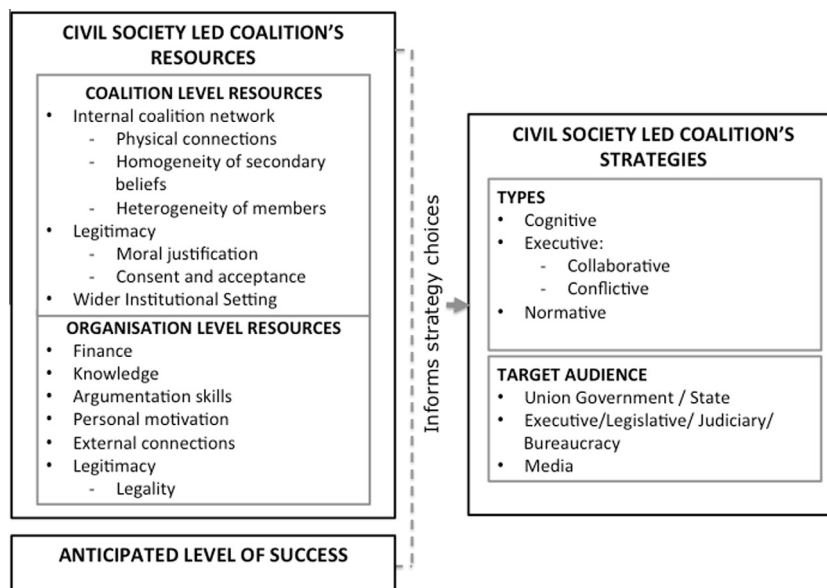 CIVIL SOCIETY LED COALITION'S
RESOURCES
COALITION LEVEL RESOURCES
• Internal coalition network
- Physical connections
- Homogeneity of secondary
beliefs
- Heterogeneity of members
• Legitimacy
- Moral justification
- Consent and acceptance
• Wider Institutional Setting
ORGANISATION LEVEL RESOURCES
• Finance
• Knowledge
• Argumentation skills
• Personal motivation
• External connections
• Legitimacy
- Legality
ANTICIPATED LEVEL OF SUCCESS
Informs strategy choices
CIVIL SOCIETY LED COALITION'S
STRATEGIES
TYPES
• Cognitive
• Executive:
- Collaborative
- Conflictive
• Normative
TARGET AUDIENCE
• Union Government / State
• Executive/Legislative/ Judiciary/
Bureaucracy
• Media